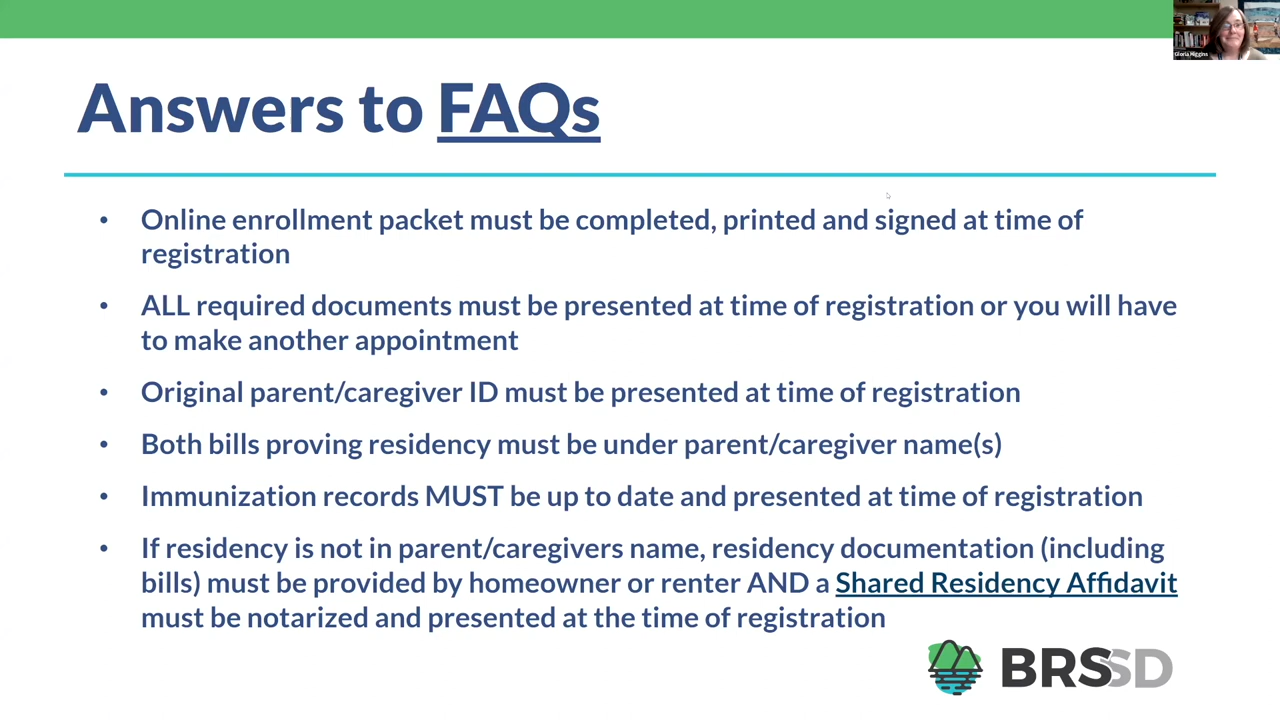 Gloria Higgins
Answers to FAQs
• Online enrollment packet must be completed, printed and signed at time of
registration
• ALL required documents must be presented at time of registration or you will have
to make another appointment
• Original parent/caregiver ID must be presented at time of registration
• Both bills proving residency must be under parent/caregiver name(s)
• Immunization records MUST be up to date and presented at time of registration
• If residency is not in parent/caregivers name, residency documentation (including
bills) must be provided by homeowner or renter AND a Shared Residency Affidavit
must be notarized and presented at the time of registration
BRSSD